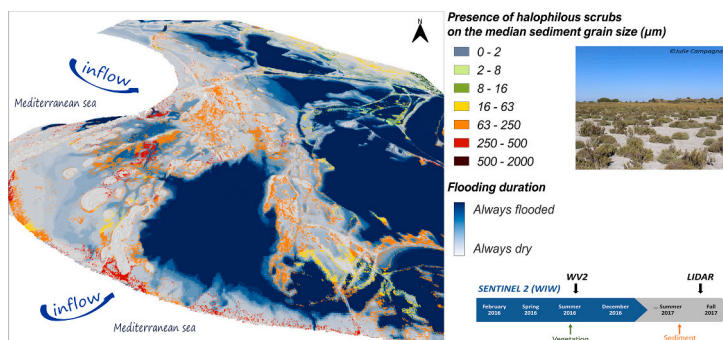 N
inflow
Mediterranean sea
inflow
Mediterranean sea
Mediterranean sea
Presence of halophilous scrubs
on the median sediment grain size (µm)
0 - 2
2 - 8
8 - 16
16 - 63
63 - 250
250 - 500
500 - 2000
©Julie Campagna
Flooding duration
Always flooded
Always dry
WV2
LIDAR
SENTINEL 2 (WIW)
February
2016
Spring
2016
Summer
2016
December
2016
... Summer
2017
Fall
2017
Vegetation
Sediment